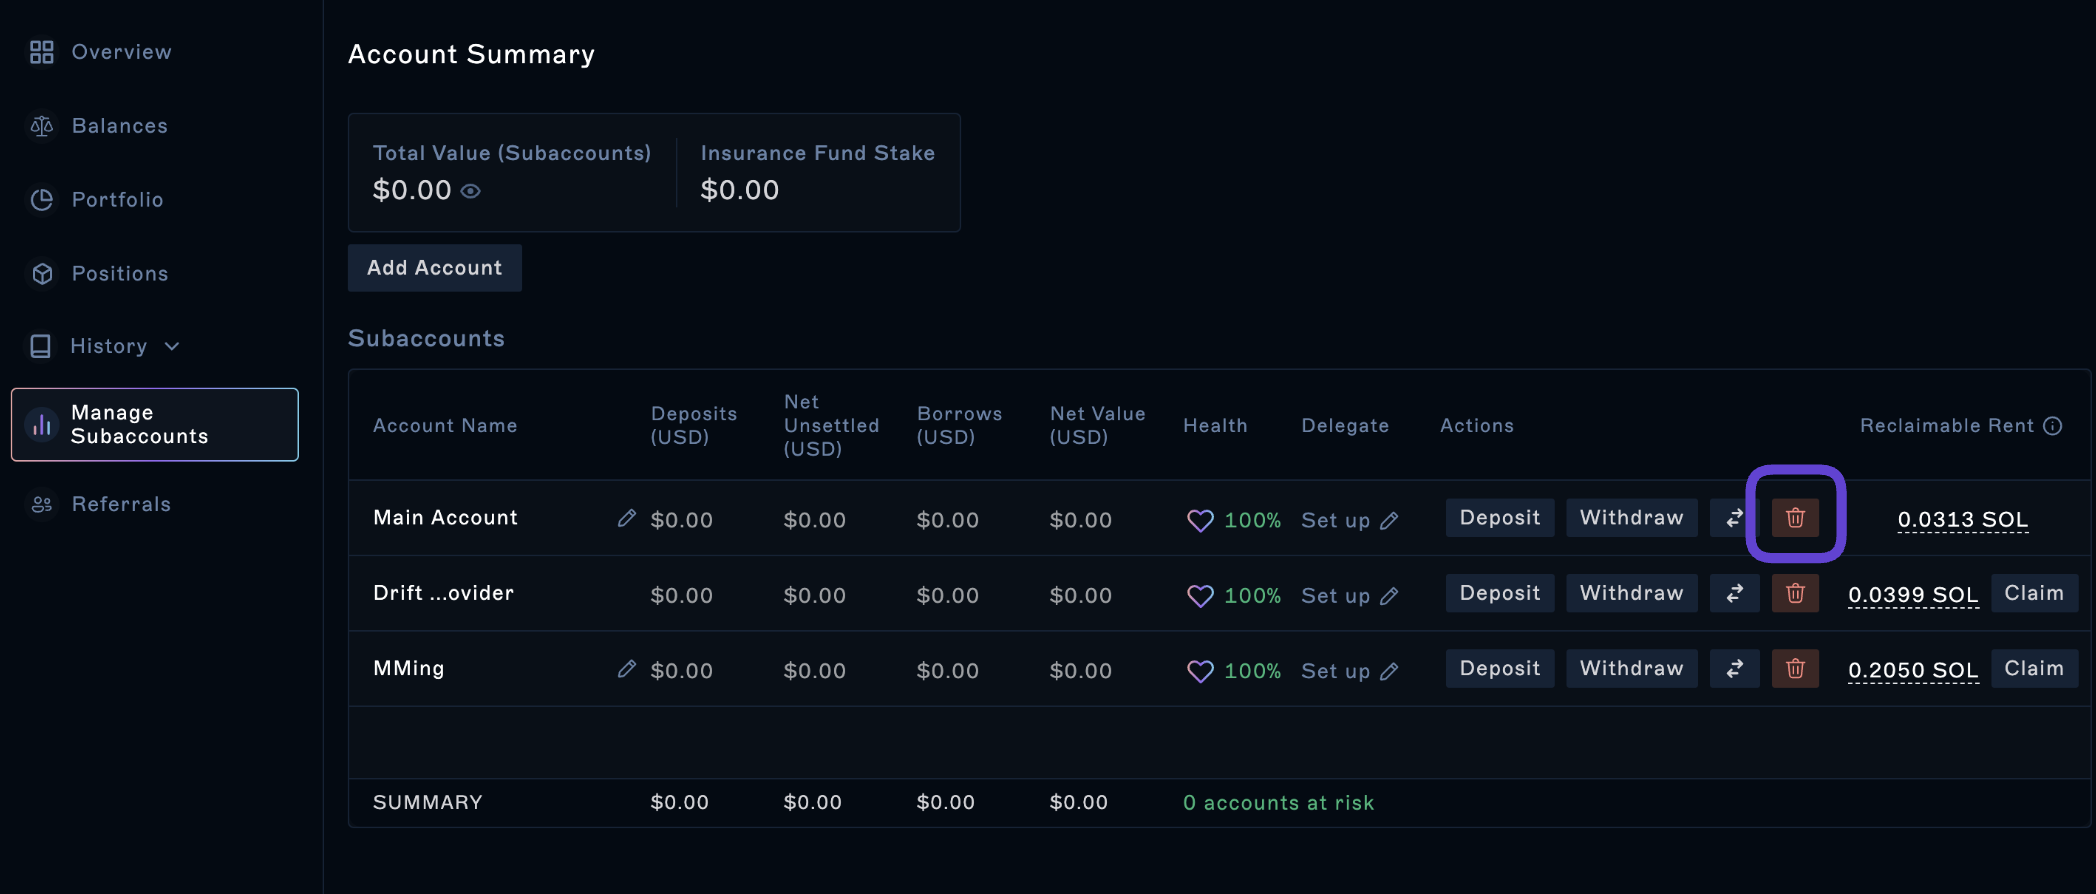 Overview
Balances
Portfolio
Positions
History
Manage
Subaccounts
Referrals
Account Summary
Total Value (Subaccounts)
$0.00
Insurance Fund Stake
$0.00
Add Account
Subaccounts
Account Name Deposits (USD) Net Unsettled (USD) Borrows (USD) Net Value (USD) Health Delegate Actions Reclaimable Rent
Main Account $0.00 $0.00 $0.00 $0.00 100% Set up Deposit Withdraw 0.0313 SOL
Drift ...ovider $0.00 $0.00 $0.00 $0.00 100% Set up Deposit Withdraw 0.0399 SOL Claim
MMing $0.00 $0.00 $0.00 $0.00 100% Set up Deposit Withdraw 0.2050 SOL Claim
SUMMARY $0.00 $0.00 $0.00 $0.00 0 accounts at risk